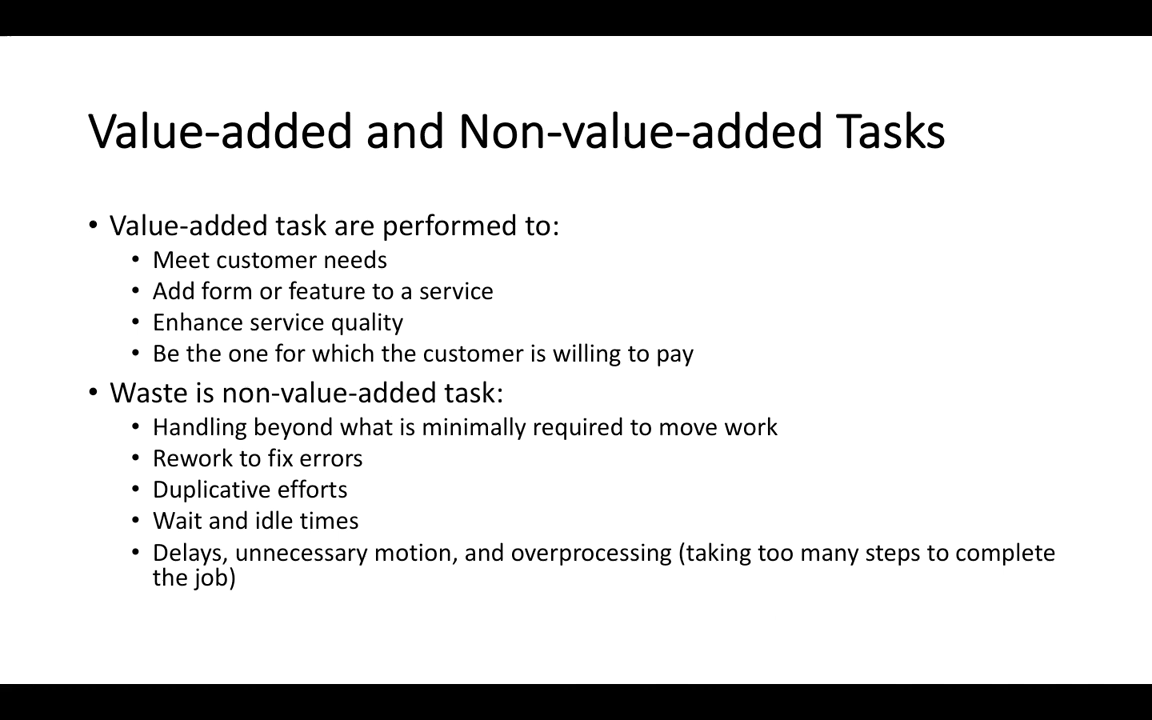 Value-added and Non-value-added Tasks
• Value-added task are performed to:
• Meet customer needs
• Add form or feature to a service
• Enhance service quality
• Be the one for which the customer is willing to pay
• Waste is non-value-added task:
• Handling beyond what is minimally required to move work
• Rework to fix errors
• Duplicative efforts
• Wait and idle times
• Delays, unnecessary motion, and overprocessing (taking too many steps to complete
the job)